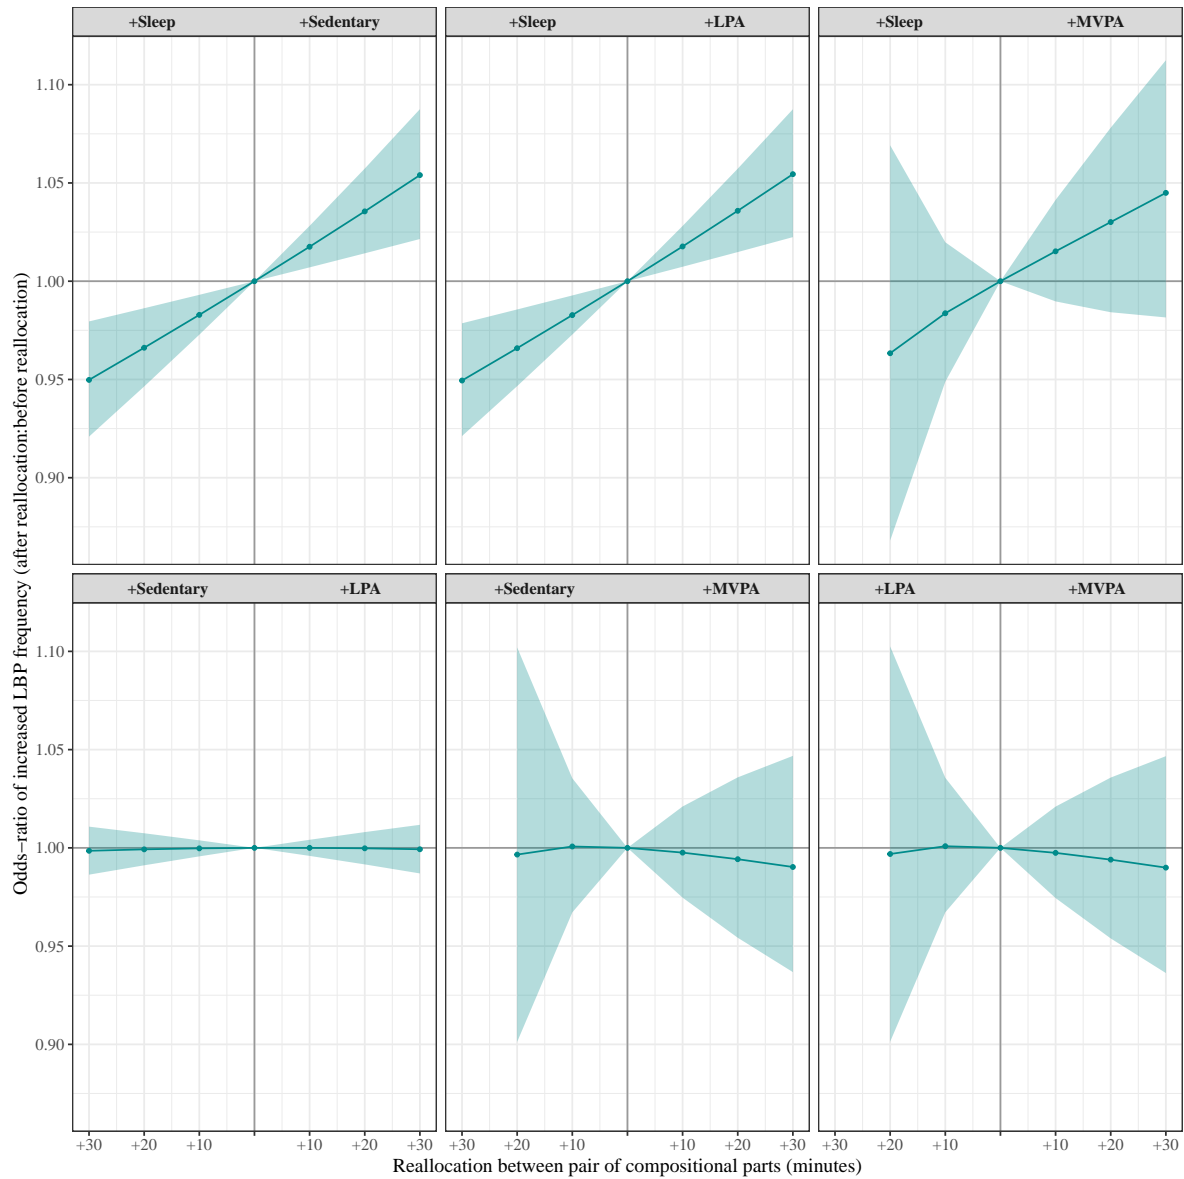 +Sleep +Sedentary
+Sleep +LPA
+Sleep +MVPA
1.10
1.05
1.00
0.95
0.90
Odds−ratio of increased LBP frequency (after reallocation:before reallocation)
+Sedentary +LPA
+Sedentary +MVPA
+LPA +MVPA
1.10
1.05
1.00
0.95
0.90
+30 +20 +10 +10 +20 +30
+30 +20 +10 +10 +20 +30
+30 +20 +10 +10 +20 +30
Reallocation between pair of compositional parts (minutes)